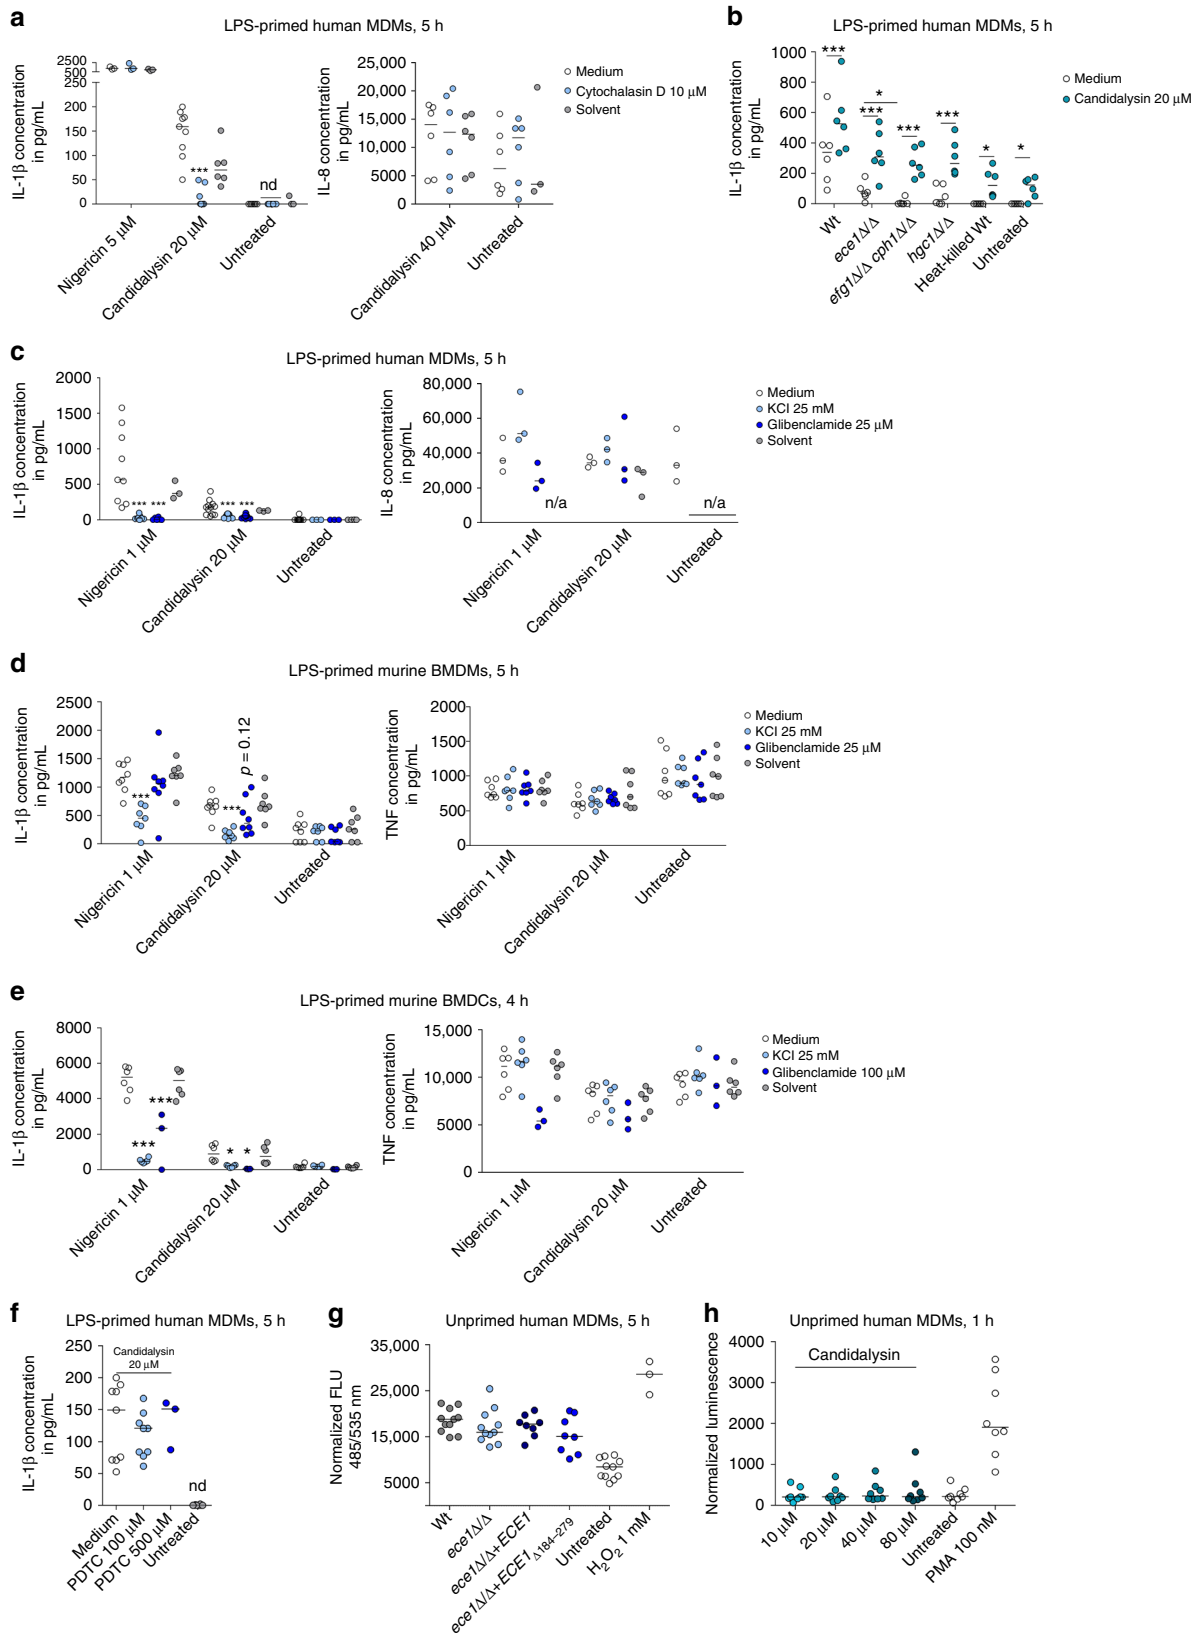 a
LPS-primed human MDMs, 5 h
IL-1β concentration
in pg/mL
2500
500
250
200
150
100
50
0
***
nd
Nigericin 5 μM
Candidalysin 20 μM
Untreated
IL-8 concentration
in pg/mL
25,000
20,000
15,000
10,000
5000
0
Candidalysin 40 μM
Untreated
Medium
Cytochalasin D 10 μM
Solvent
b
LPS-primed human MDMs, 5 h
IL-1β concentration
in pg/mL
1000
800
600
400
200
0
***
*
***
***
***
*
*
Wt
ece1Δ/Δ
efg1Δ/Δ cph1Δ/Δ
hgc1Δ/Δ
Heat-killed Wt
Untreated
Medium
Candidalysin 20 μM
c
LPS-primed human MDMs, 5 h
IL-1β concentration
in pg/mL
2000
1500
1000
500
0
*** ***
*** ***
Nigericin 1 μM
Candidalysin 20 μM
Untreated
IL-8 concentration
in pg/mL
80,000
60,000
40,000
20,000
0
n/a
n/a
Nigericin 1 μM
Candidalysin 20 μM
Untreated
Medium
KCl 25 mM
Glibenclamide 25 μM
Solvent
d
LPS-primed murine BMDMs, 5 h
IL-1β concentration
in pg/mL
2500
2000
1500
1000
500
0
***
***
p = 0.12
Nigericin 1 μM
Candidalysin 20 μM
Untreated
TNF concentration
in pg/mL
2000
1500
1000
500
0
Nigericin 1 μM
Candidalysin 20 μM
Untreated
Medium
KCl 25 mM
Glibenclamide 25 μM
Solvent
e
LPS-primed murine BMDCs, 4 h
IL-1β concentration
in pg/mL
8000
6000
4000
2000
0
***
***
* *
Nigericin 1 μM
Candidalysin 20 μM
Untreated
TNF concentration
in pg/mL
15,000
10,000
5000
0
Nigericin 1 μM
Candidalysin 20 μM
Untreated
Medium
KCl 25 mM
Glibenclamide 100 μM
Solvent
f
LPS-primed human MDMs, 5 h
IL-1β concentration
in pg/mL
250
200
150
100
50
0
Candidalysin
20 μM
nd
Medium
PDTC 100 μM
PDTC 500 μM
Untreated
g
Unprimed human MDMs, 5 h
Normalized FLU
485/535 nm
35,000
25,000
15,000
5000
Wt
ece1Δ/Δ
ece1Δ/Δ+ECE1
ece1Δ/Δ+ECE1Δ184–279
Untreated
H2O2 1 mM
h
Unprimed human MDMs, 1 h
Normalized luminescence
4000
3000
2000
1000
0
Candidalysin
10 μM
20 μM
40 μM
80 μM
Untreated
PMA 100 nM